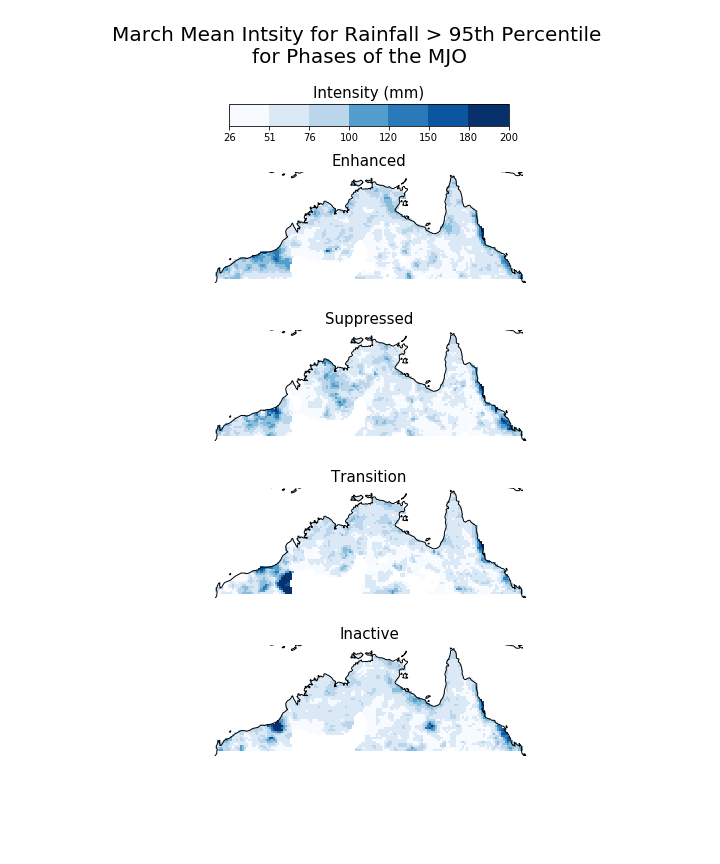 March Mean Intsity for Rainfall > 95th Percentile
for Phases of the MJO
Intensity (mm)
26 51 76 100 120 150 180 200
Enhanced
Suppressed
Transition
Inactive